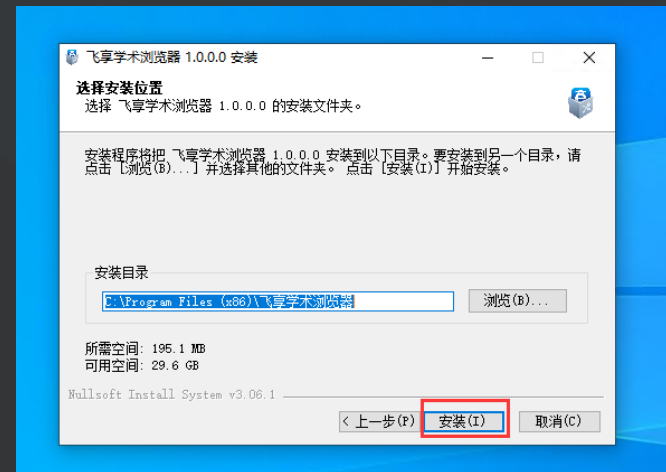 飞享学术浏览器 1.0.0.0 安装
选择安装位置
选择 飞享学术浏览器 1.0.0.0 的安装文件夹。
安装程序将把 飞享学术浏览器 1.0.0.0 安装到以下目录。要安装到另一个目录，请
点击 [浏览(B)...] 并选择其他的文件夹。 点击 [安装(I)] 开始安装。
安装目录
C:\Program Files (x86)\飞享学术浏览器
浏览(B)...
所需空间: 195.1 MB
可用空间: 29.6 GB
Nullsoft Install System v3.06.1
< 上一步(P)
安装(I)
取消(C)